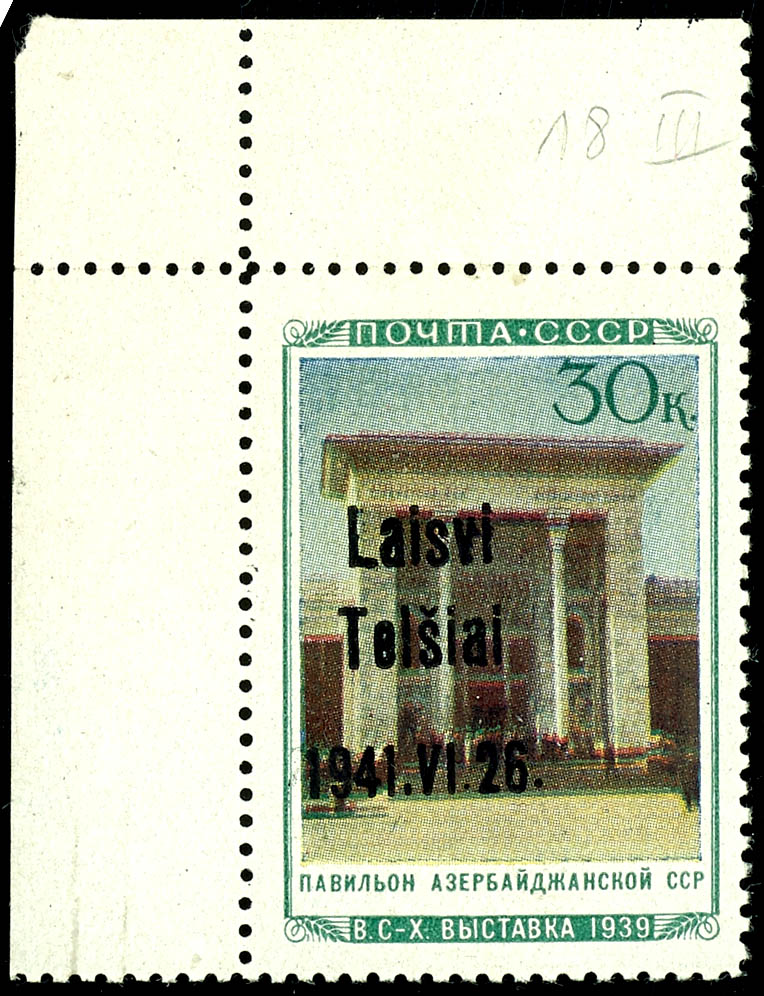 18 III
ПОЧТА·СССР
30к.
Laisvi
Telšiai
1941.VI.26.
ПАВИЛЬОН АЗЕРБАЙДЖАНСКОЙ ССР
В.С-Х. ВЫСТАВКА 1939